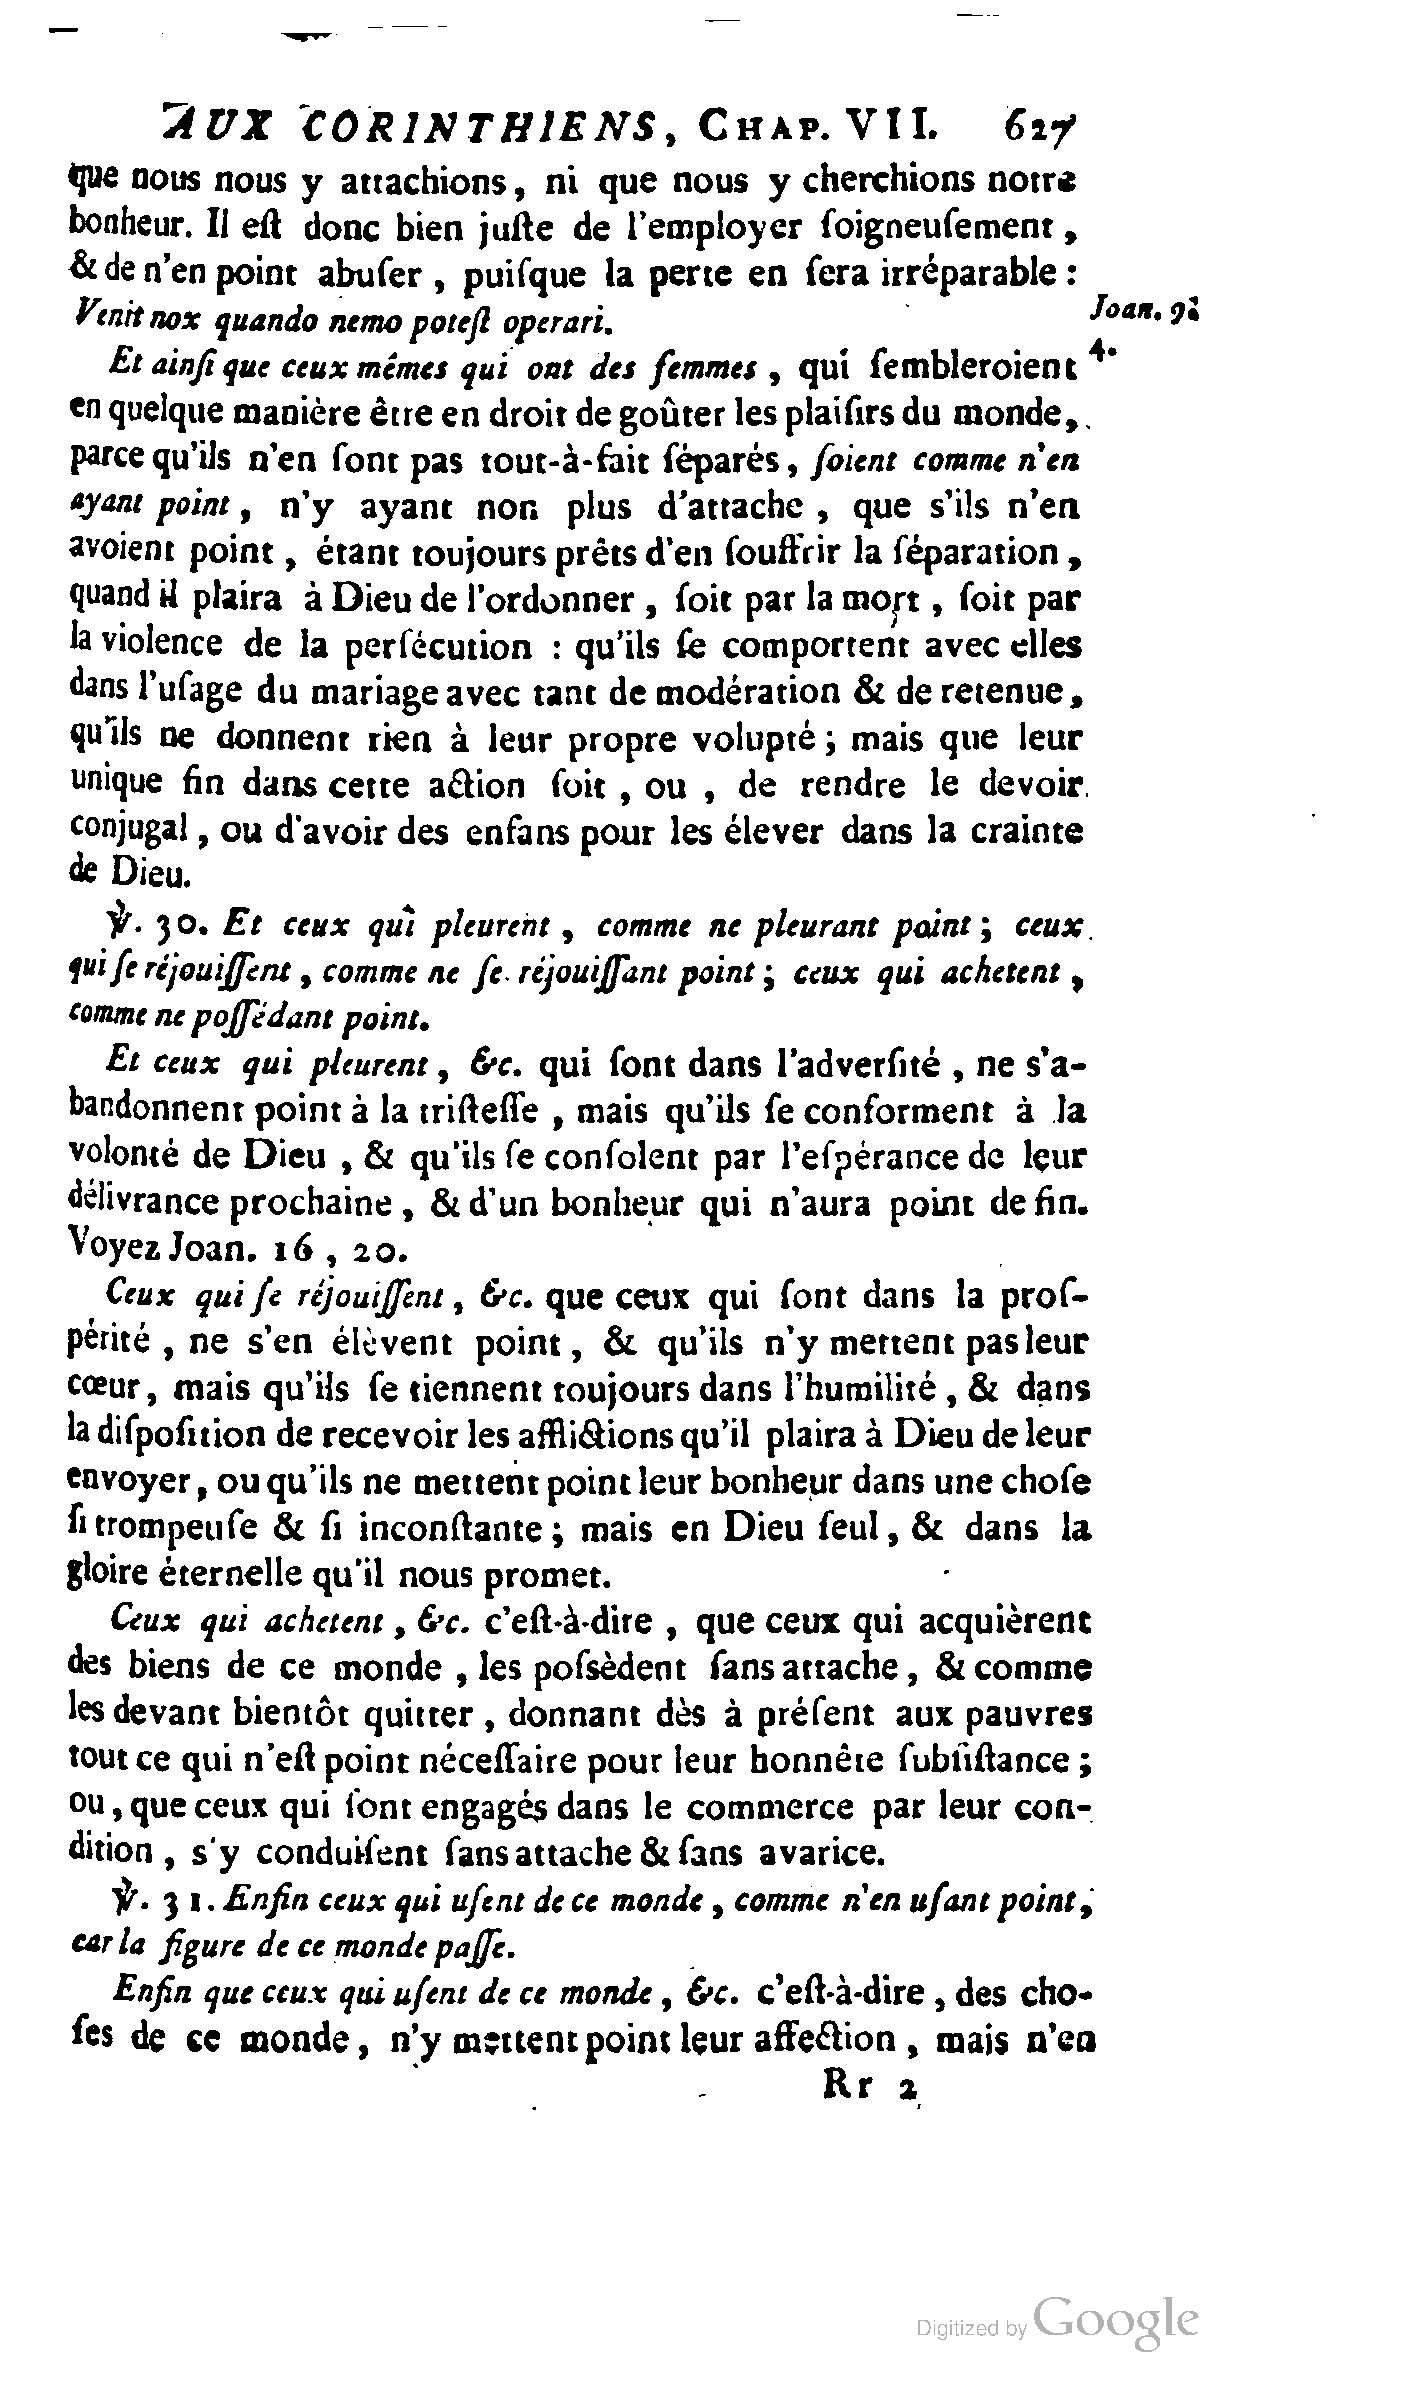 AUX CORINTHIENS, CHAP. VII. 627
que nous nous y attachions, ni que nous y cherchions notre
bonheur. Il eſt donc bien juſte de l'employer ſoigneuſement,
& de n'en point abuſer, puiſque la perte en ſera irréparable :
Venit nox quando nemo poteſt operari.
Joan. 9.
4.
Et ainſi que ceux mêmes qui ont des femmes, qui ſembleroient
en quelque manière être en droit de goûter les plaiſirs du monde,
parce qu'ils n'en ſont pas tout-à-fait ſéparés, ſoient comme n'en
ayant point, n'y ayant non plus d'attache, que s'ils n'en
avoient point, étant toujours prêts d'en ſouffrir la ſéparation,
quand il plaira à Dieu de l'ordonner, ſoit par la mort, ſoit par
la violence de la perſécution : qu'ils ſe comportent avec elles
dans l'uſage du mariage avec tant de modération & de retenue,
qu'ils ne donnent rien à leur propre volupté ; mais que leur
unique fin dans cette action ſoit, ou, de rendre le devoir
conjugal, ou d'avoir des enfans pour les élever dans la crainte
de Dieu.
℣. 30. Et ceux qui pleurent, comme ne pleurant point ; ceux
qui ſe réjouiſſent, comme ne ſe réjouiſſant point ; ceux qui achetent,
comme ne poſſédant point.
Et ceux qui pleurent, &c. qui ſont dans l'adverſité, ne s'a-
bandonnent point à la triſteſſe, mais qu'ils ſe conforment à la
volonté de Dieu, & qu'ils ſe conſolent par l'eſpérance de leur
délivrance prochaine, & d'un bonheur qui n'aura point de fin.
Voyez Joan. 16, 20.
Ceux qui ſe réjouiſſent, &c. que ceux qui ſont dans la proſ-
périté, ne s'en élèvent point, & qu'ils n'y mettent pas leur
cœur, mais qu'ils ſe tiennent toujours dans l'humilité, & dans
la diſpoſition de recevoir les afflictions qu'il plaira à Dieu de leur
envoyer, ou qu'ils ne mettent point leur bonheur dans une choſe
ſi trompeuſe & ſi inconſtante ; mais en Dieu ſeul, & dans la
gloire éternelle qu'il nous promet.
Ceux qui achetent, &c. c'eſt-à-dire, que ceux qui acquièrent
des biens de ce monde, les poſsèdent ſans attache, & comme
les devant bientôt quitter, donnant dès à préſent aux pauvres
tout ce qui n'eſt point néceſſaire pour leur honnête ſubſiſtance ;
ou, que ceux qui ſont engagés dans le commerce par leur con-
dition, s'y conduiſent ſans attache & ſans avarice.
℣. 31. Enfin ceux qui uſent de ce monde, comme n'en uſant point,
car la figure de ce monde paſſe.
Enfin que ceux qui uſent de ce monde, &c. c'eſt-à-dire, des cho-
ſes de ce monde, n'y mettent point leur affection, mais n'en
Rr 2
Digitized by Google